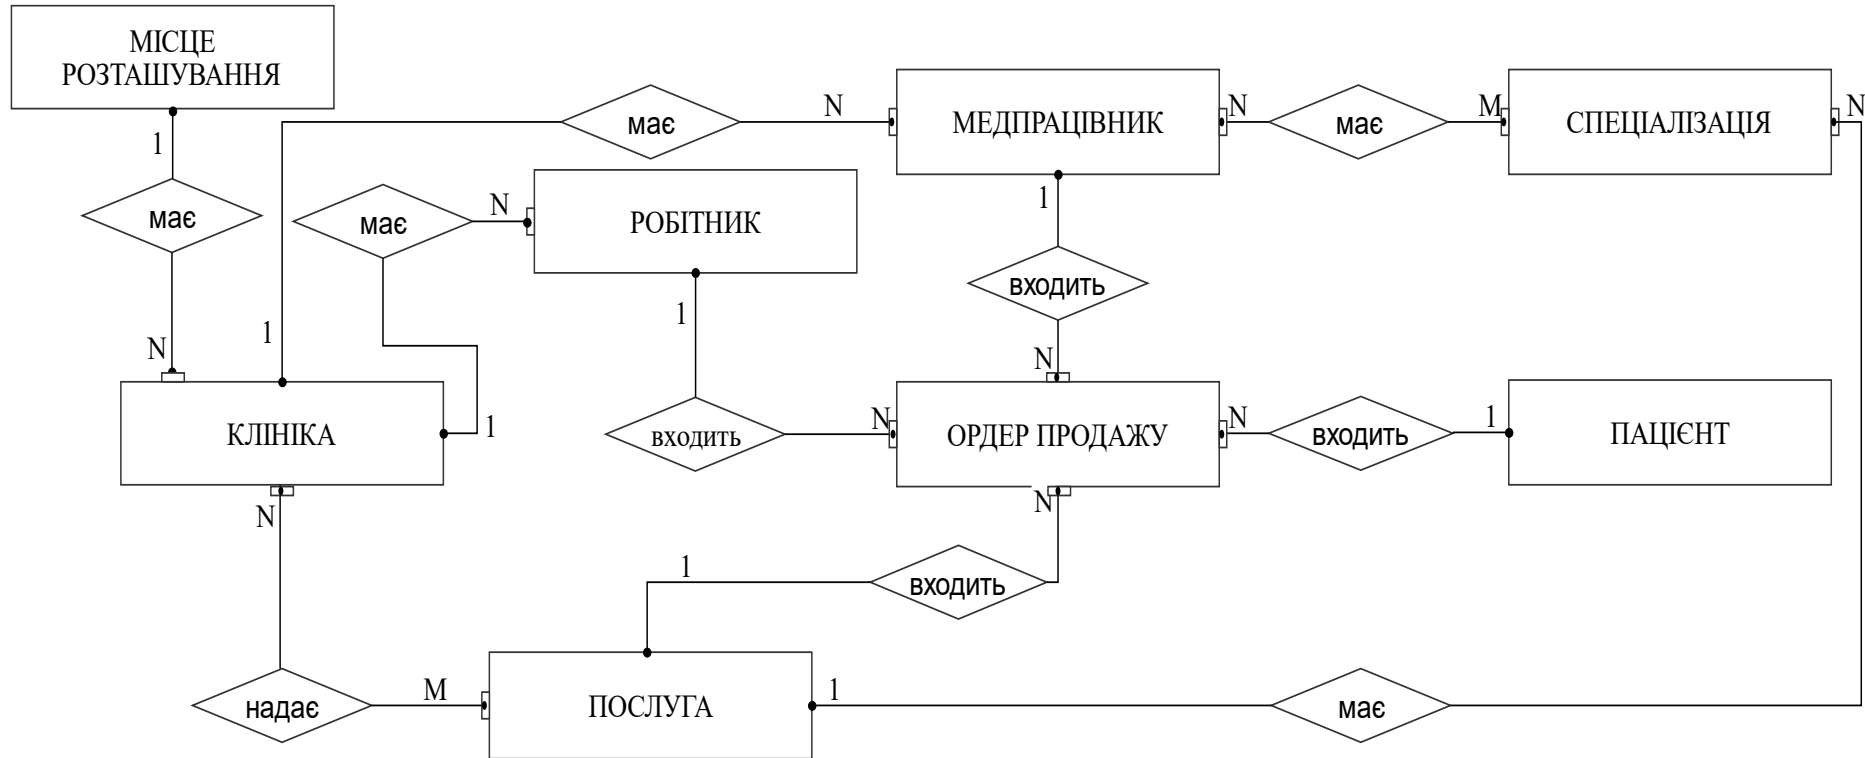 МІСЦЕ
РОЗТАШУВАННЯ
1
має
N
1
має
N
МЕДПРАЦІВНИК
N
має
M
СПЕЦІАЛІЗАЦІЯ
N
має
N
РОБІТНИК
1
1
входить
N
1
входить
N
КЛІНІКА
1
ОРДЕР ПРОДАЖУ
N
входить
1
ПАЦІЄНТ
N
N
1
входить
надає
M
ПОСЛУГА
1
має